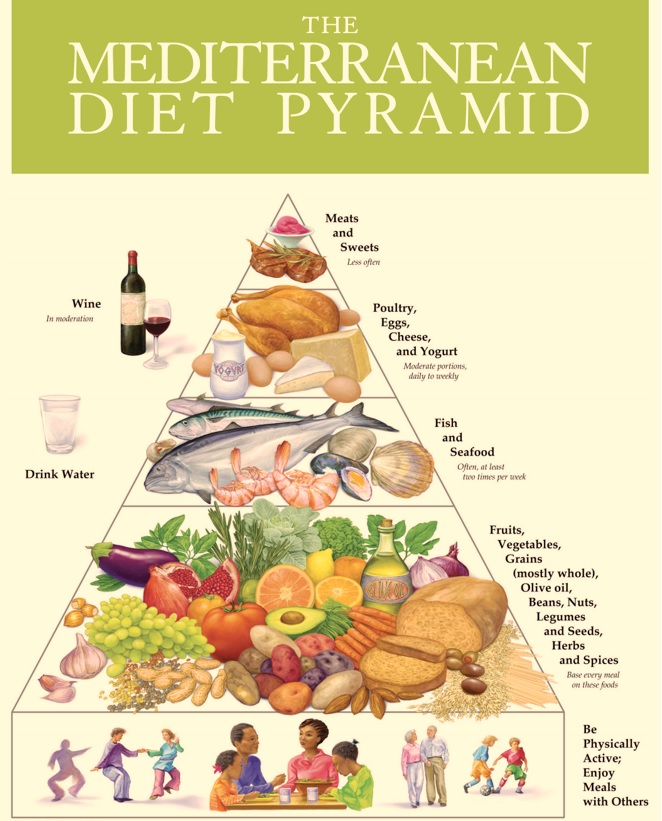 THE
MEDITERRANEAN
DIET PYRAMID
Meats
and
Sweets
Less often
Wine
In moderation
Poultry,
Eggs,
Cheese,
and Yogurt
Moderate portions,
daily to weekly
YOGURT
Drink Water
Fish
and
Seafood
Often, at least
two times per week
Fruits,
Vegetables,
Grains
(mostly whole),
Olive oil,
Beans, Nuts,
Legumes
and Seeds,
Herbs
and Spices
Base every meal
on these foods
Be
Physically
Active;
Enjoy
Meals
with Others